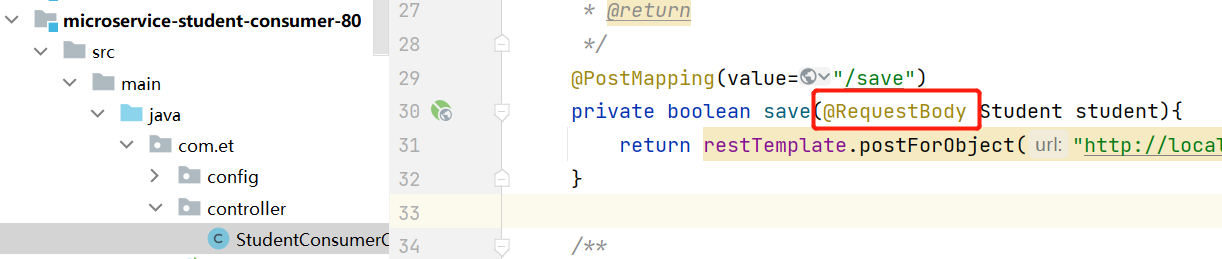 microservice-student-consumer-80
src
main
java
com.et
config
controller
StudentConsumerC
27 * @return
28 */
29 @PostMapping(value="/save")
30 private boolean save(@RequestBody Student student){
31 return restTemplate.postForObject( url: "http://local
32 }
33
34 /**